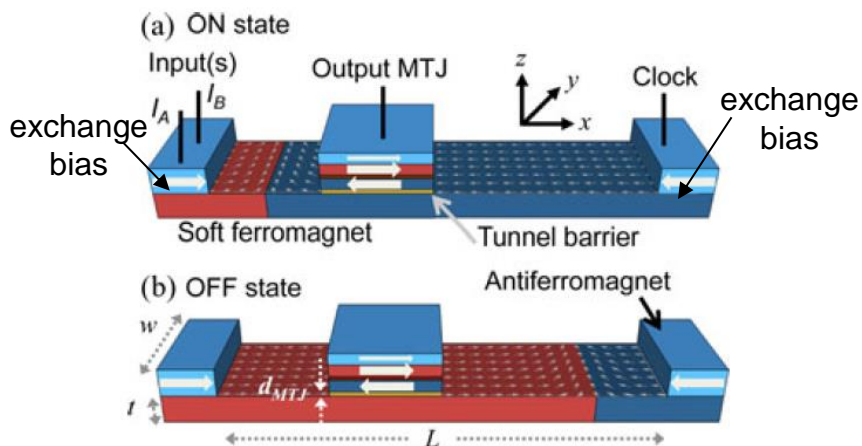 (a) ON state
Input(s)
I_A
I_B
Output MTJ
z
y
x
Clock
exchange
bias
exchange
bias
Soft ferromagnet
Tunnel barrier
(b) OFF state
Antiferromagnet
w
t
d_MTJ
L